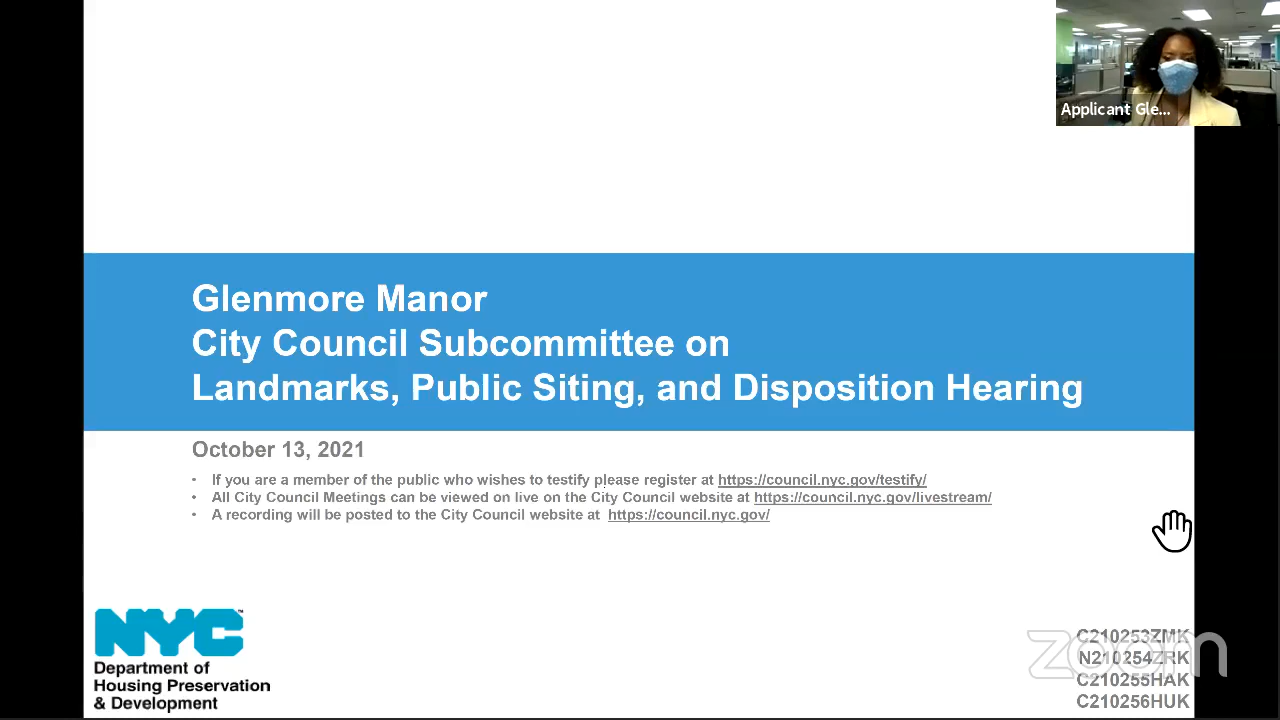 Applicant Gle...
Glenmore Manor
City Council Subcommittee on
Landmarks, Public Siting, and Disposition Hearing
October 13, 2021
• If you are a member of the public who wishes to testify please register at https://council.nyc.gov/testify/
• All City Council Meetings can be viewed on live on the City Council website at https://council.nyc.gov/livestream/
• A recording will be posted to the City Council website at https://council.nyc.gov/
NYC™
Department of
Housing Preservation
& Development
C210253ZMK
N210254ZRK
C210255HAK
C210256HUK
zoom